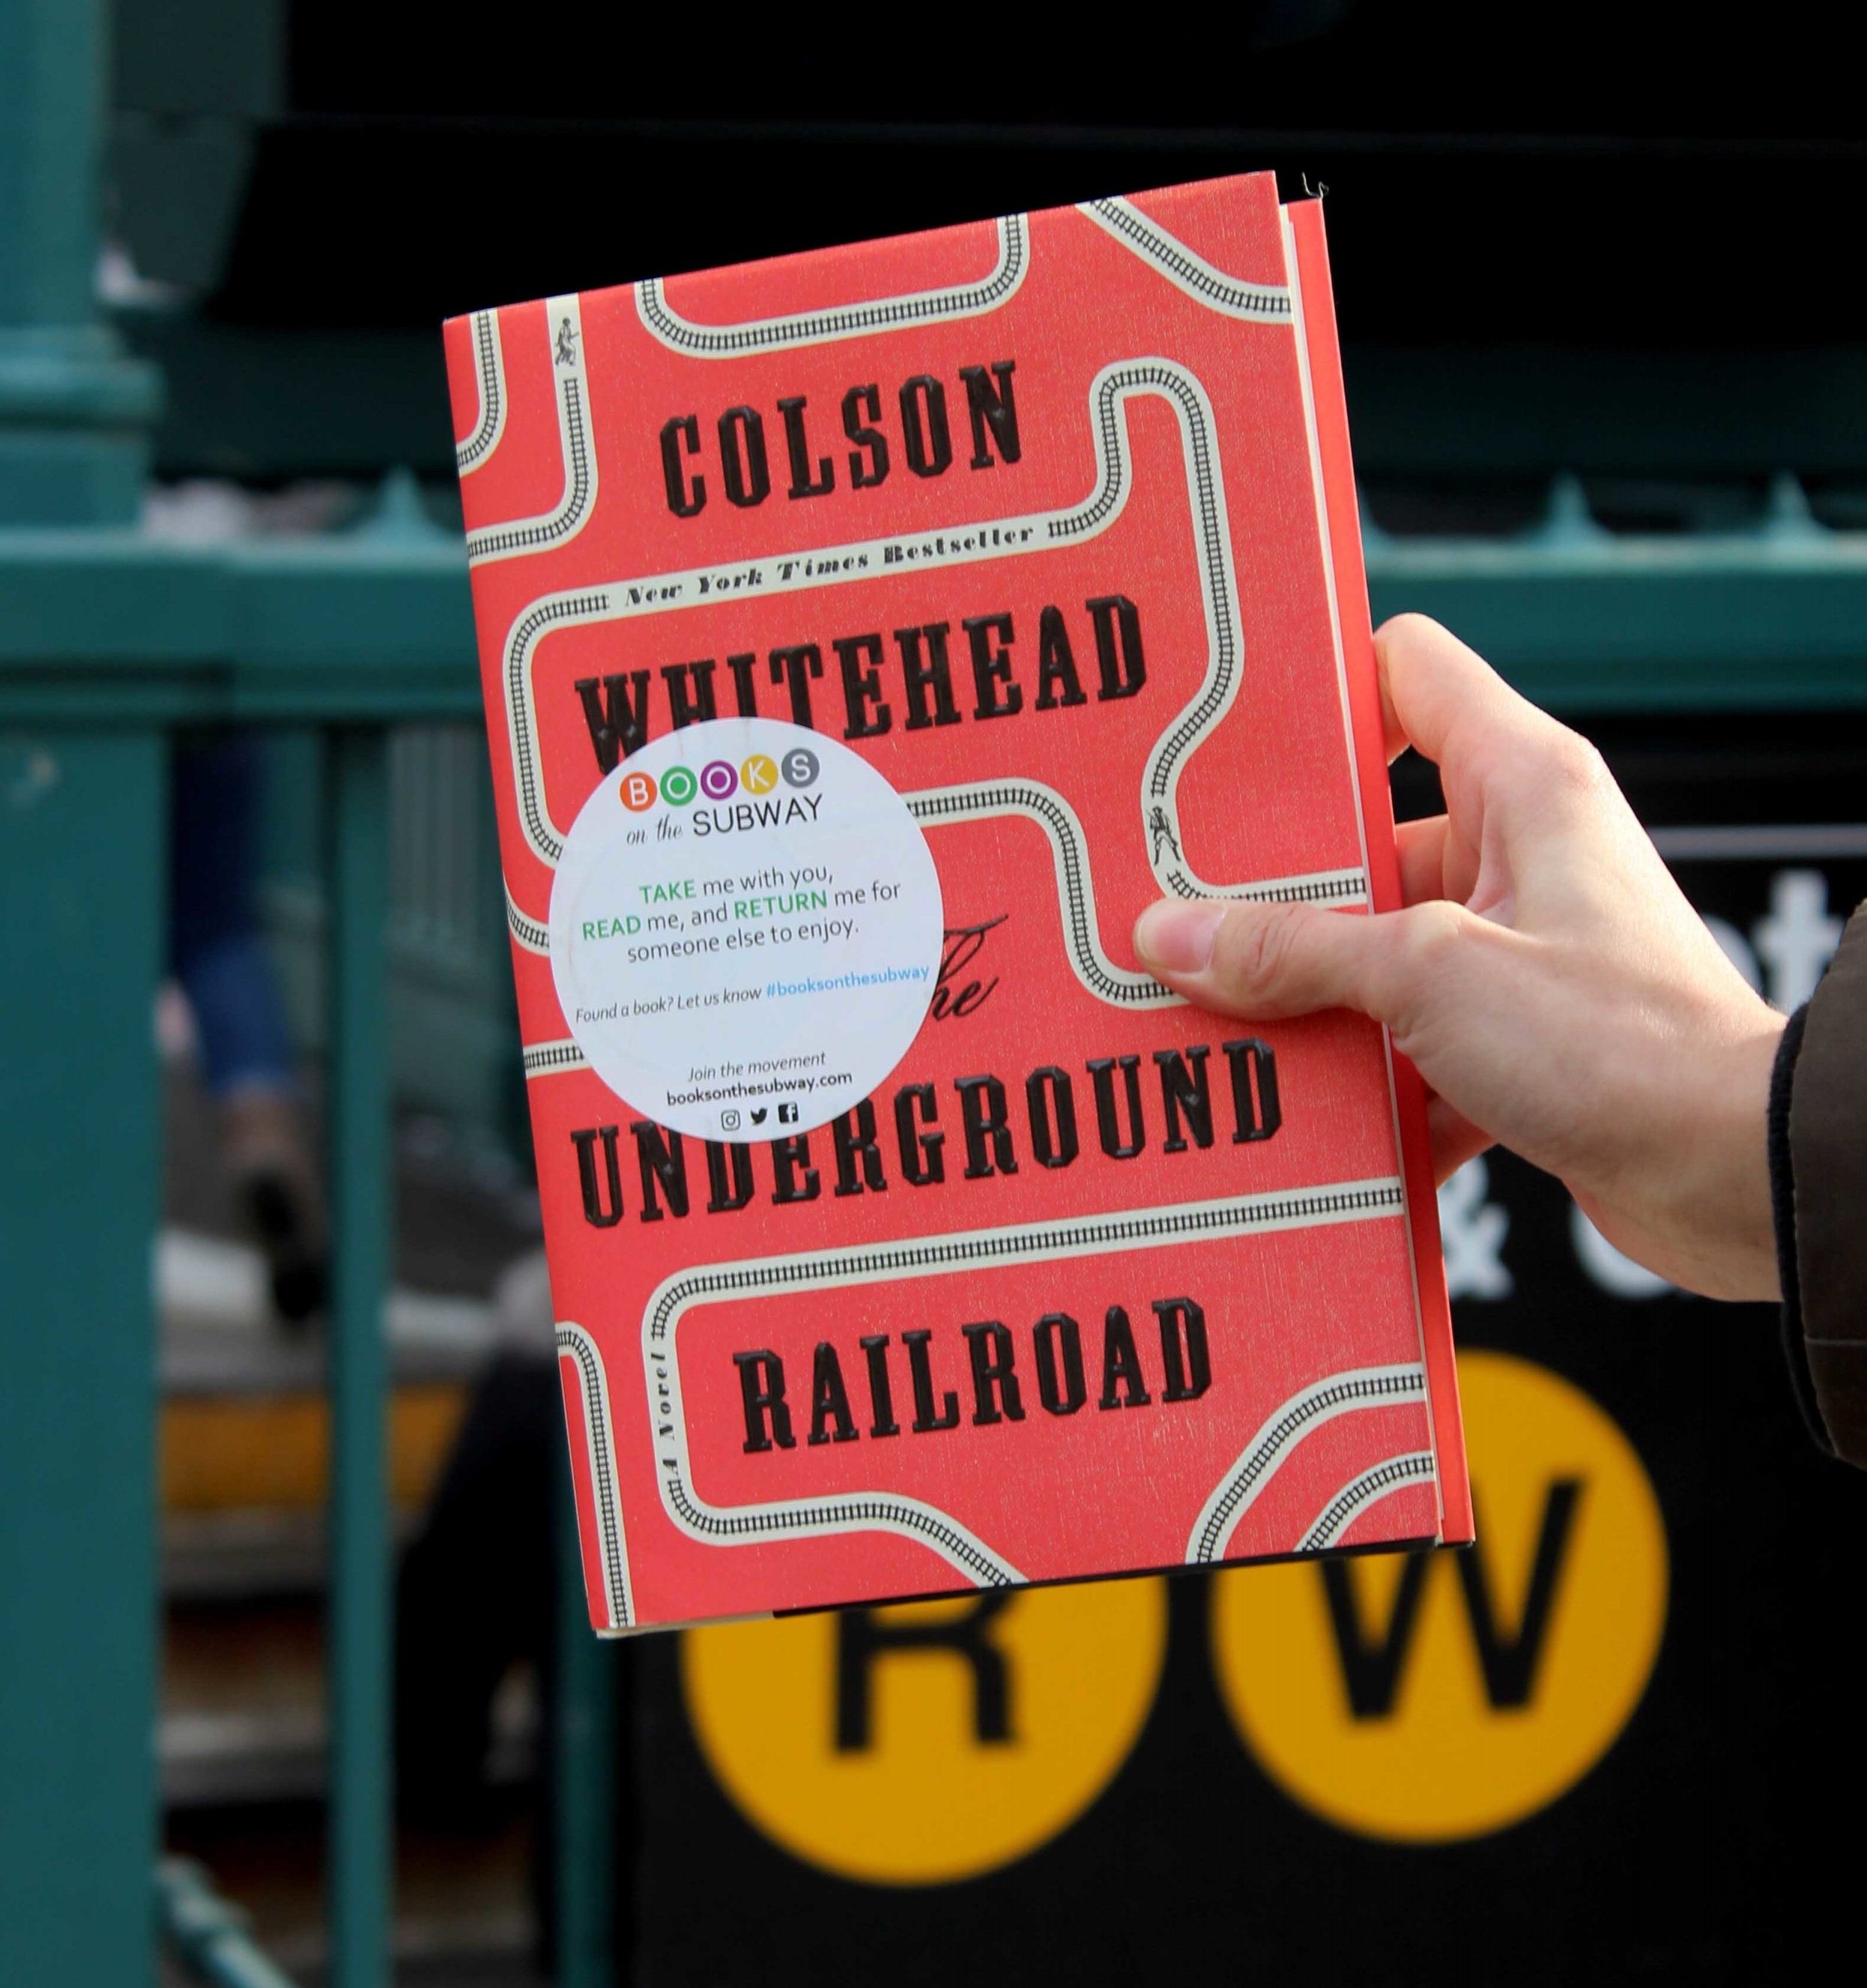 COLSON
New York Times Bestseller
WHITEHEAD
BOOKS
on the SUBWAY
TAKE me with you,
READ me, and RETURN me for
someone else to enjoy.
Found a book? Let us know #booksonthesubway
Join the movement
booksonthesubway.com
The
UNDERGROUND
A Novel
RAILROAD
&
R W